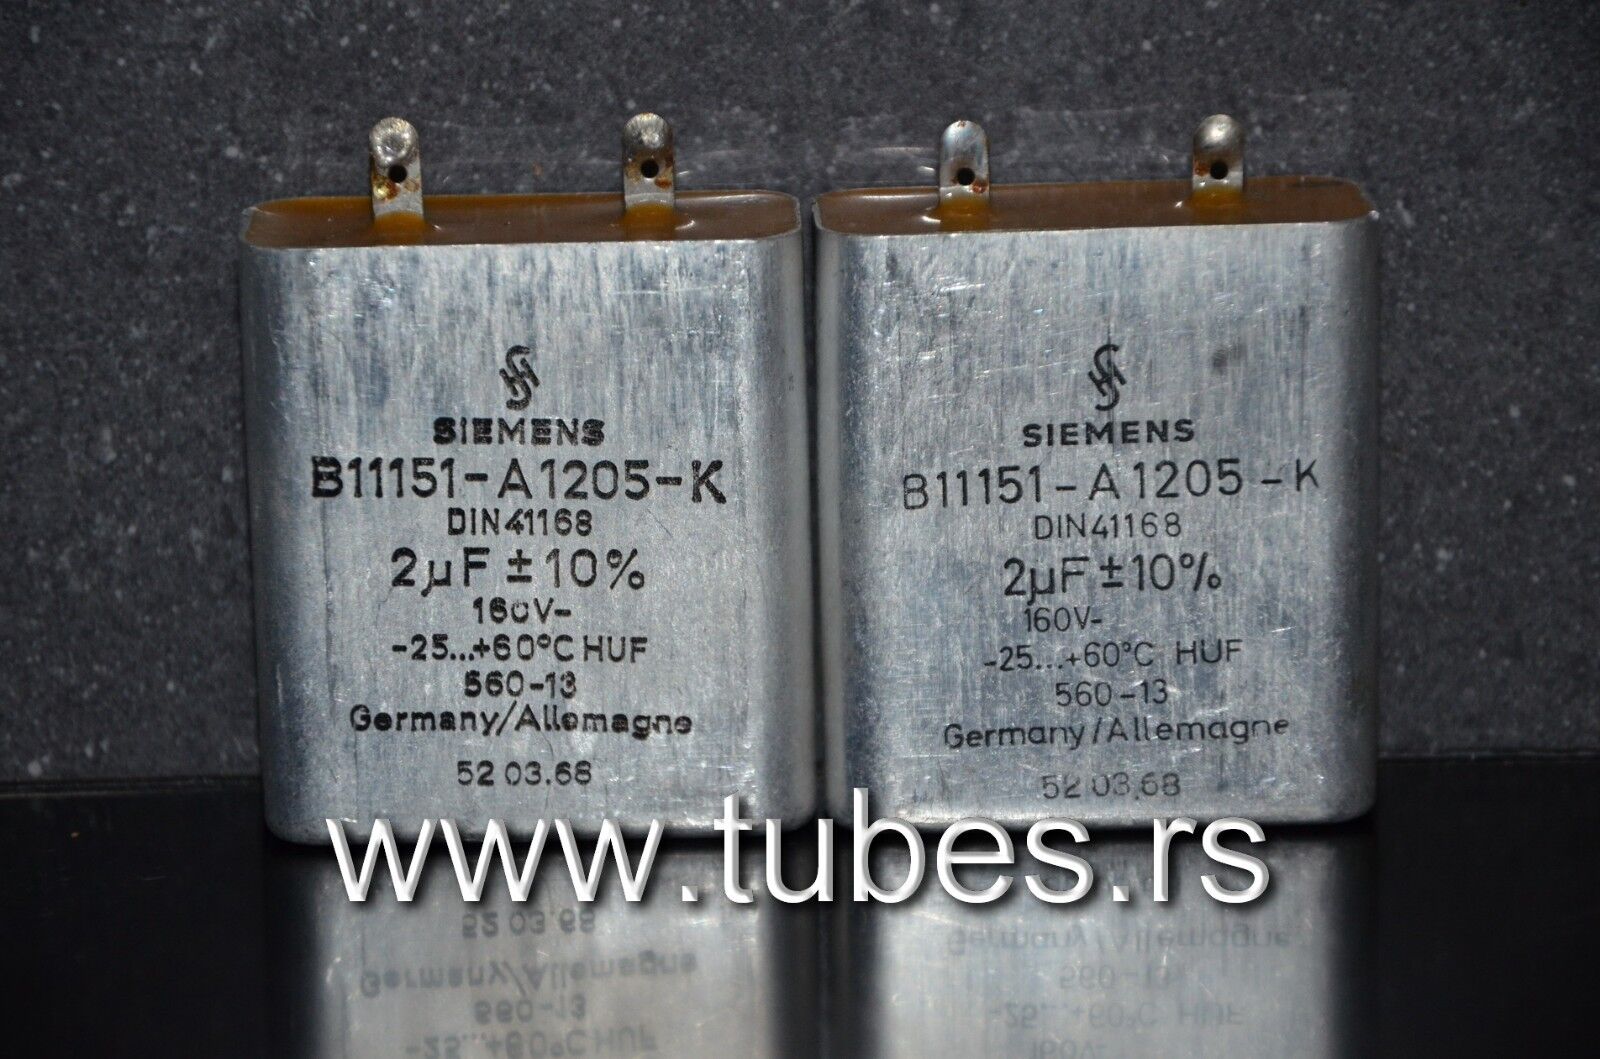 SIEMENS
B11151-A1205-K
DIN41168
2µF ± 10%
160V-
-25...+60°C HUF
560-13
Germany/Allemagne
52 03.68
SIEMENS
B11151-A1205-K
DIN41168
2µF ± 10%
160V-
-25...+60°C HUF
560-13
Germany/Allemagne
52 03.68
www.tubes.rs